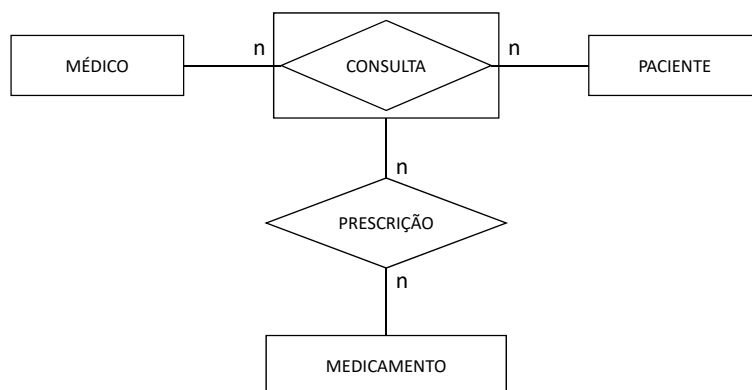 n
n
MÉDICO
CONSULTA
PACIENTE
n
PRESCRIÇÃO
n
MEDICAMENTO